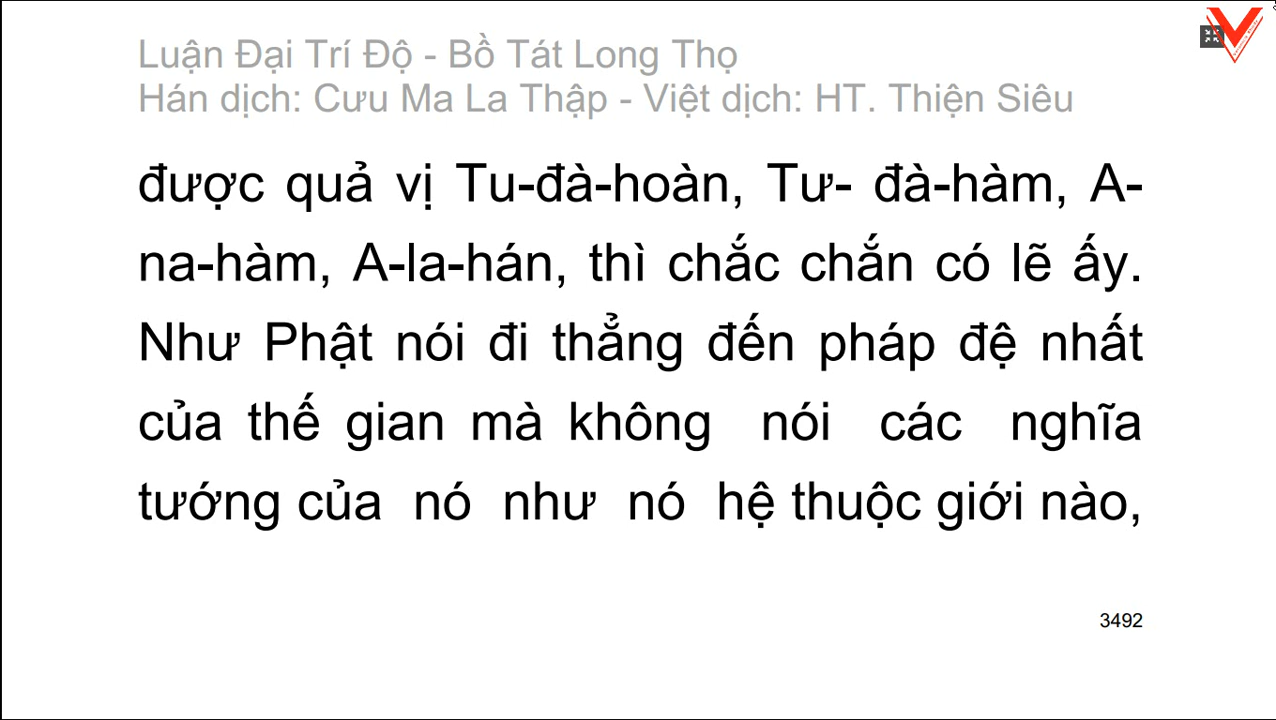 Luận Đại Trí Độ - Bồ Tát Long Thọ
Hán dịch: Cưu Ma La Thập - Việt dịch: HT. Thiện Siêu
được quả vị Tu-đà-hoàn, Tư- đà-hàm, A-
na-hàm, A-la-hán, thì chắc chắn có lẽ ấy.
Như Phật nói đi thẳng đến pháp đệ nhất
của thế gian mà không nói các nghĩa
tướng của nó như nó hệ thuộc giới nào,
3492